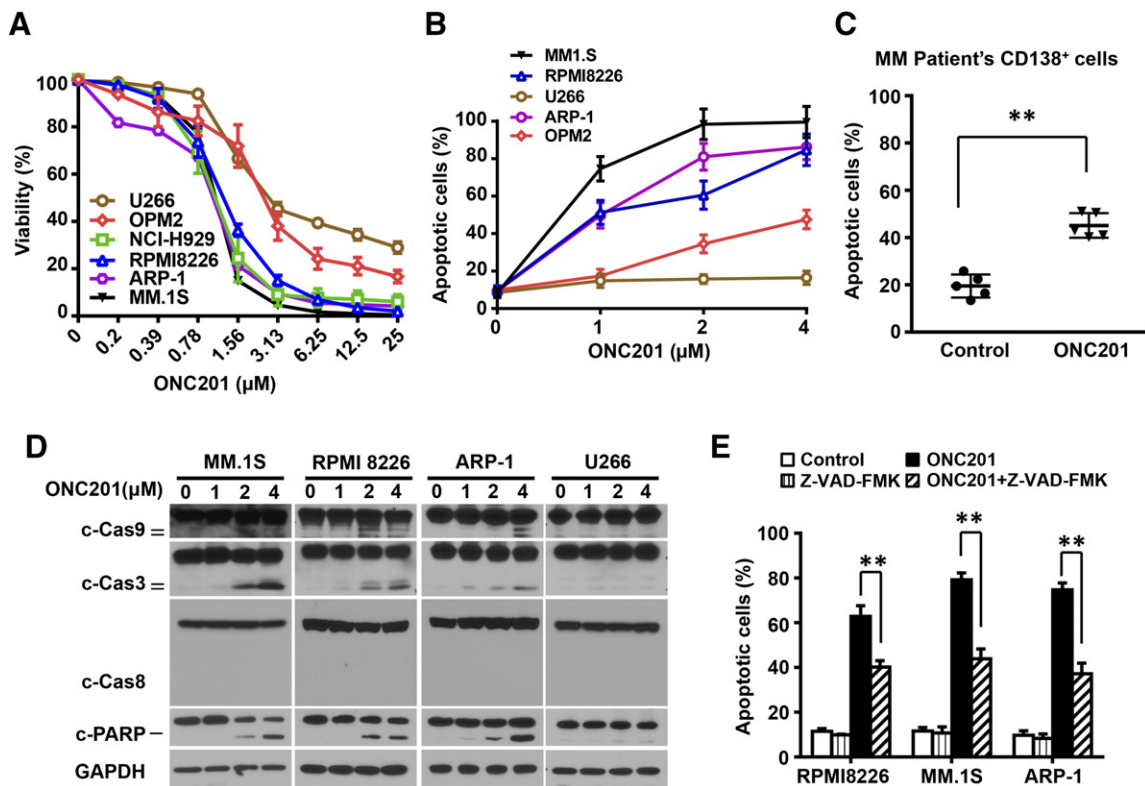 A
Viability (%)
100
80
60
40
20
0
U266
OPM2
NCI-H929
RPMI8226
ARP-1
MM.1S
0 0.2 0.39 0.78 1.56 3.13 6.25 12.5 25
ONC201 (μM)
B
MM1.S
RPMI8226
U266
ARP-1
OPM2
Apoptotic cells (%)
100
80
60
40
20
0
0 1 2 4
ONC201 (μM)
C
MM Patient's CD138+ cells
**
Apoptotic cells (%)
100
80
60
40
20
0
Control ONC201
D
MM.1S RPMI 8226 ARP-1 U266
ONC201(μM) 0 1 2 4 0 1 2 4 0 1 2 4 0 1 2 4
c-Cas9
c-Cas3
c-Cas8
c-PARP
GAPDH
E
Control ONC201
Z-VAD-FMK ONC201+Z-VAD-FMK
Apoptotic cells (%)
100
80
60
40
20
0
** ** **
RPMI8226 MM.1S ARP-1